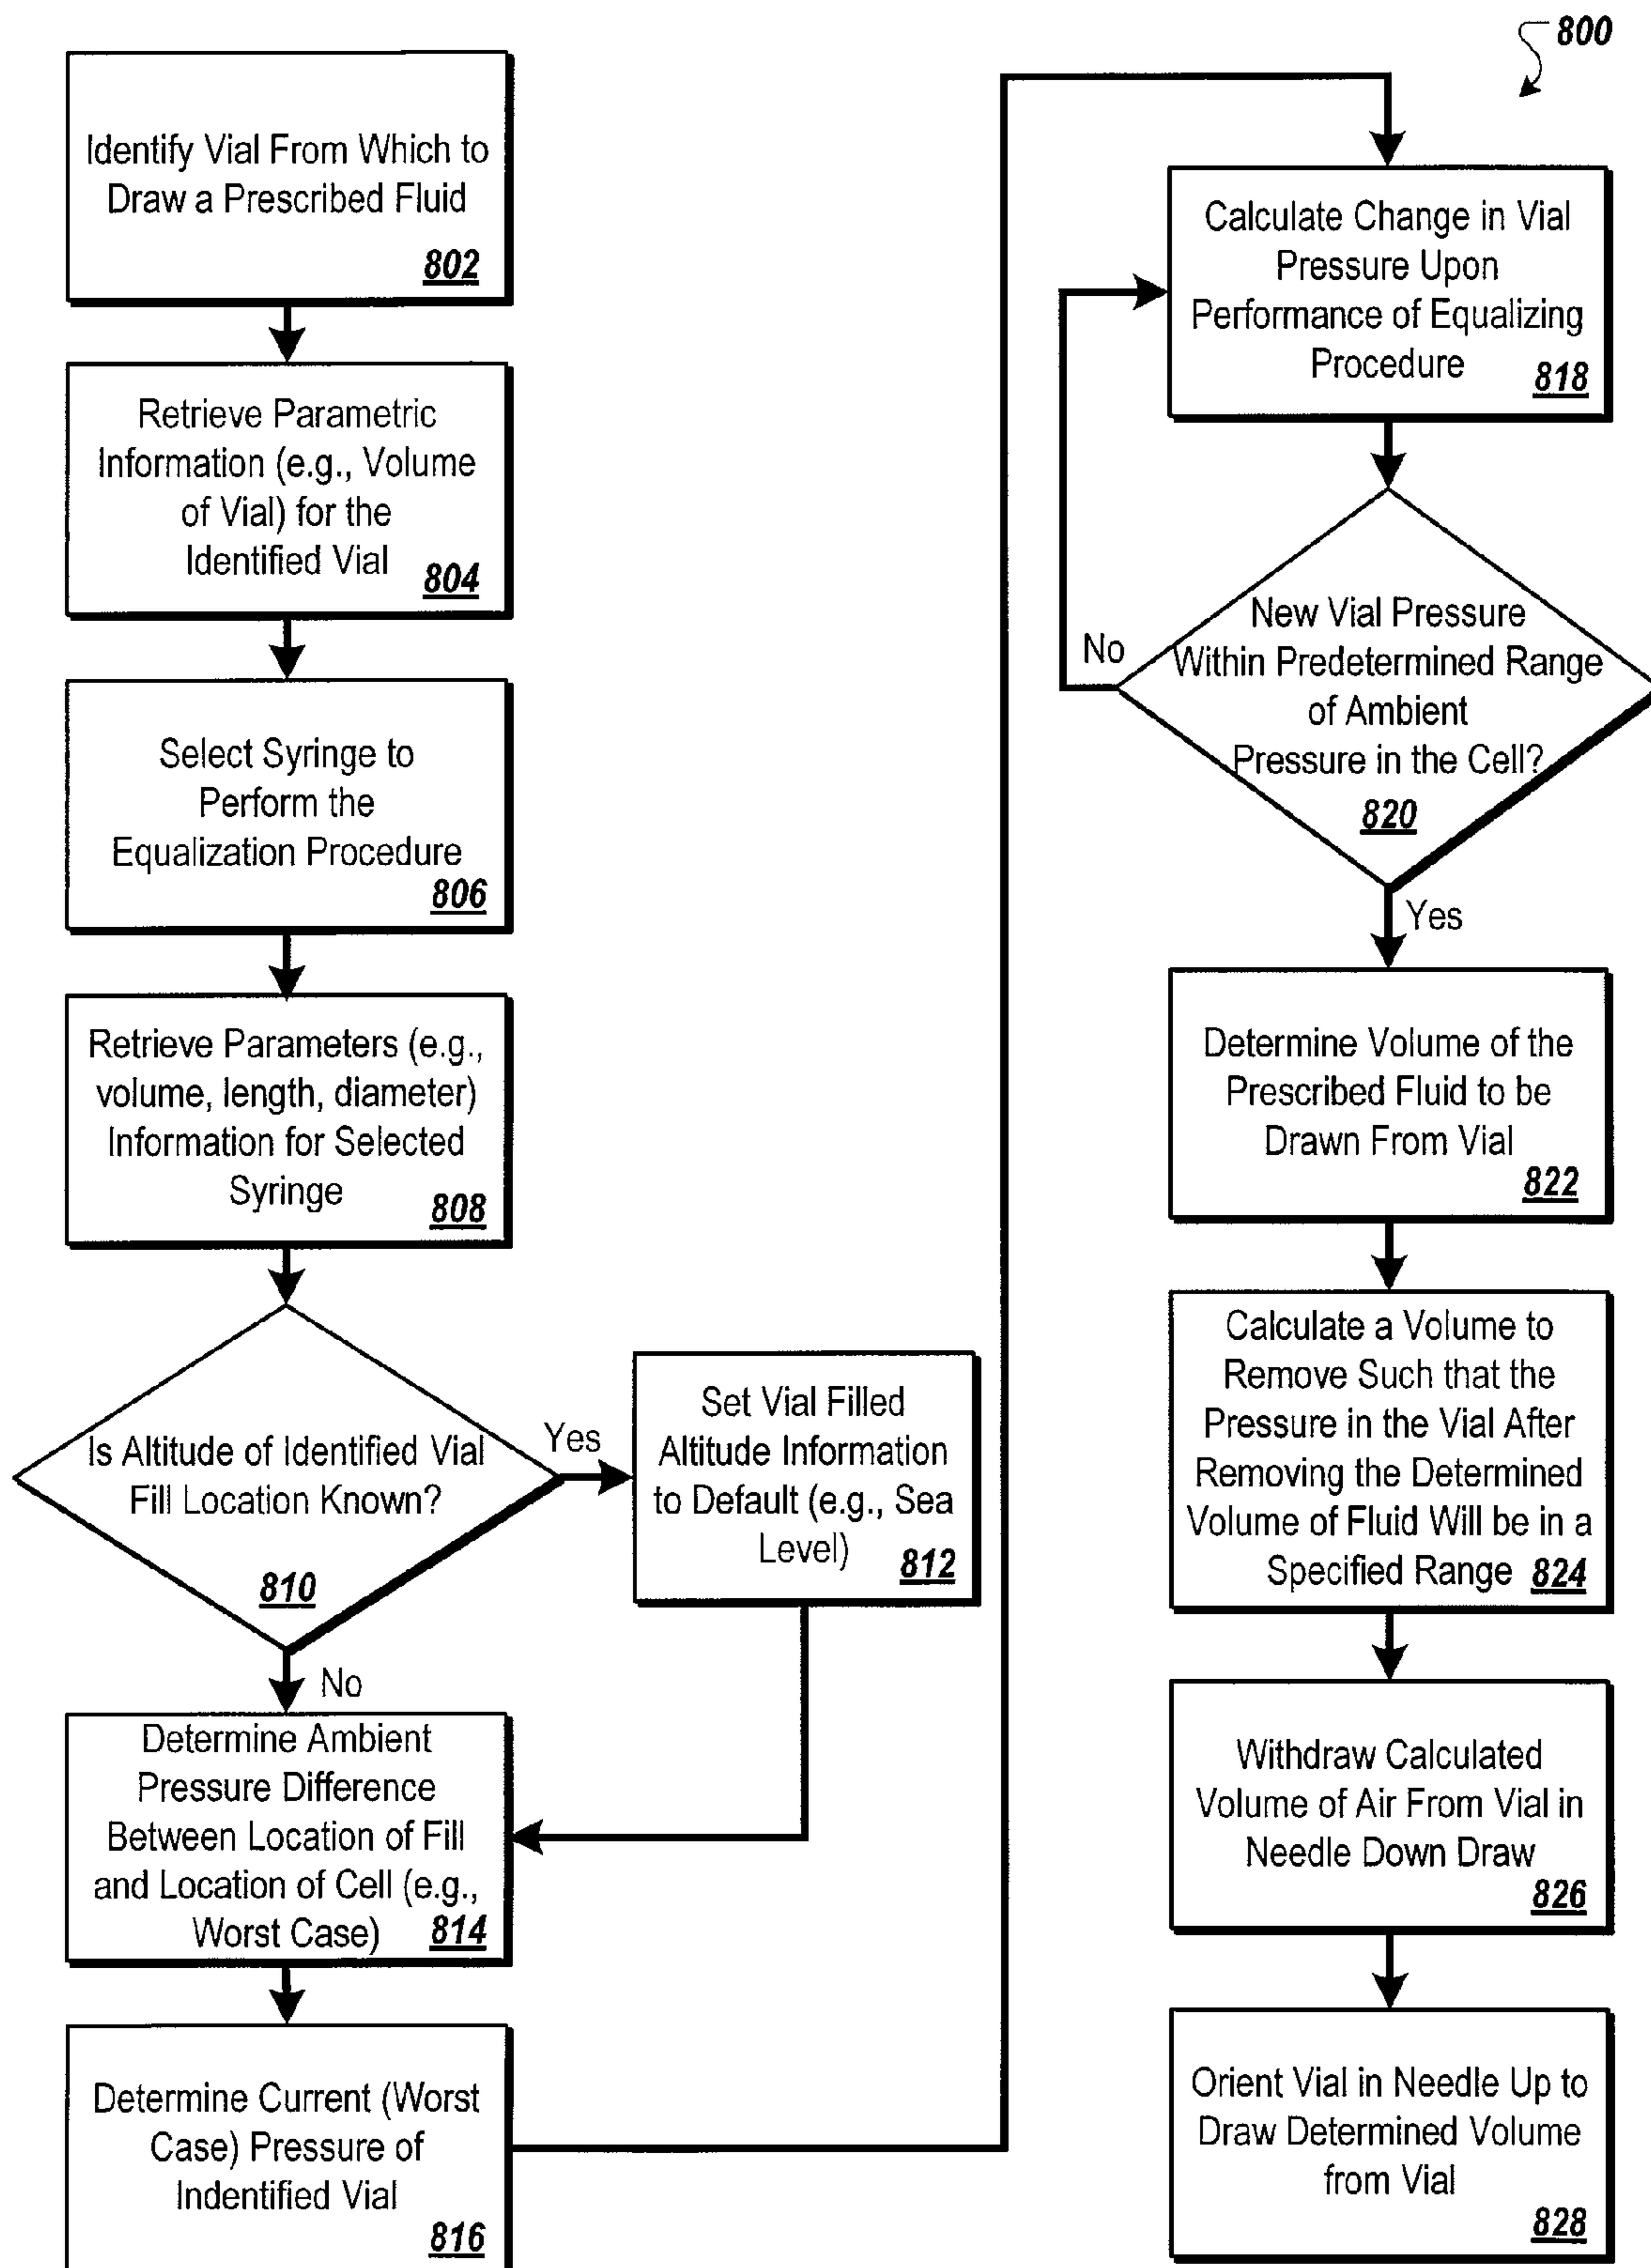 800
Identify Vial From Which to
Draw a Prescribed Fluid
802
Retrieve Parametric
Information (e.g., Volume
of Vial) for the
Identified Vial
804
Select Syringe to
Perform the
Equalization Procedure
806
Retrieve Parameters (e.g.,
volume, length, diameter)
Information for Selected
Syringe
808
Is Altitude of Identified Vial
Fill Location Known?
810
Yes
No
Set Vial Filled
Altitude Information
to Default (e.g., Sea
Level)
812
Determine Ambient
Pressure Difference
Between Location of Fill
and Location of Cell (e.g.,
Worst Case)
814
Determine Current (Worst
Case) Pressure of
Indentified Vial
816
Calculate Change in Vial
Pressure Upon
Performance of Equalizing
Procedure
818
New Vial Pressure
Within Predetermined Range
of Ambient
Pressure in the Cell?
820
No
Yes
Determine Volume of the
Prescribed Fluid to be
Drawn From Vial
822
Calculate a Volume to
Remove Such that the
Pressure in the Vial After
Removing the Determined
Volume of Fluid Will be in a
Specified Range
824
Withdraw Calculated
Volume of Air From Vial in
Needle Down Draw
826
Orient Vial in Needle Up to
Draw Determined Volume
from Vial
828